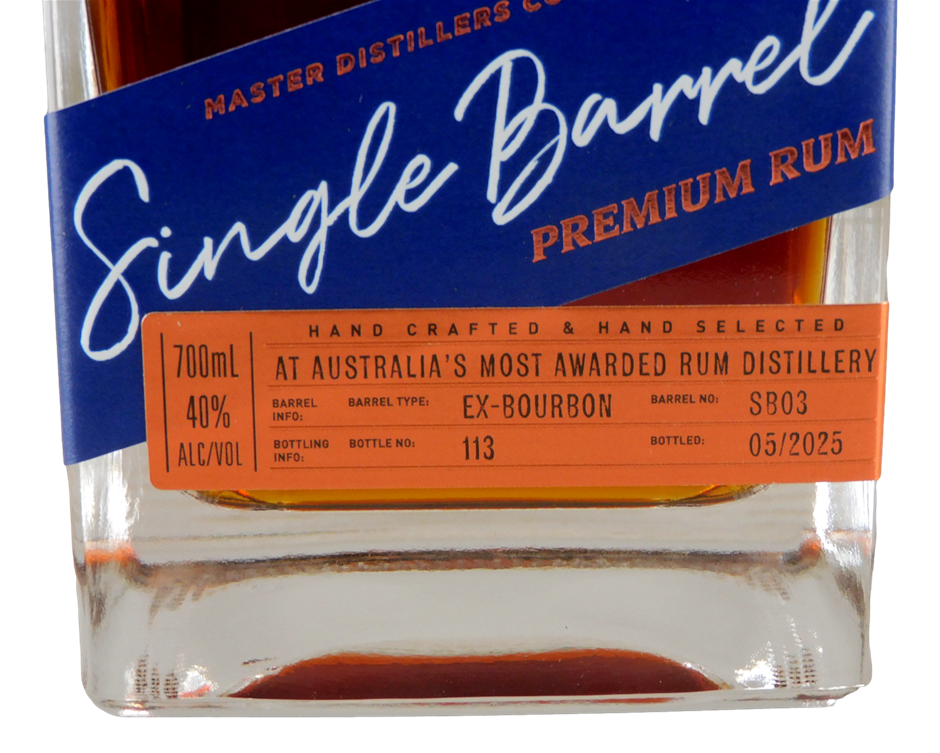 MASTER DISTILLERS
Single Barrel
PREMIUM RUM
HAND CRAFTED & HAND SELECTED
AT AUSTRALIA'S MOST AWARDED RUM DISTILLERY
700mL
40%
ALC/VOL
BARREL INFO: BARREL TYPE: EX-BOURBON BARREL NO: SB03
BOTTLING INFO: BOTTLE NO: 113 BOTTLED: 05/2025